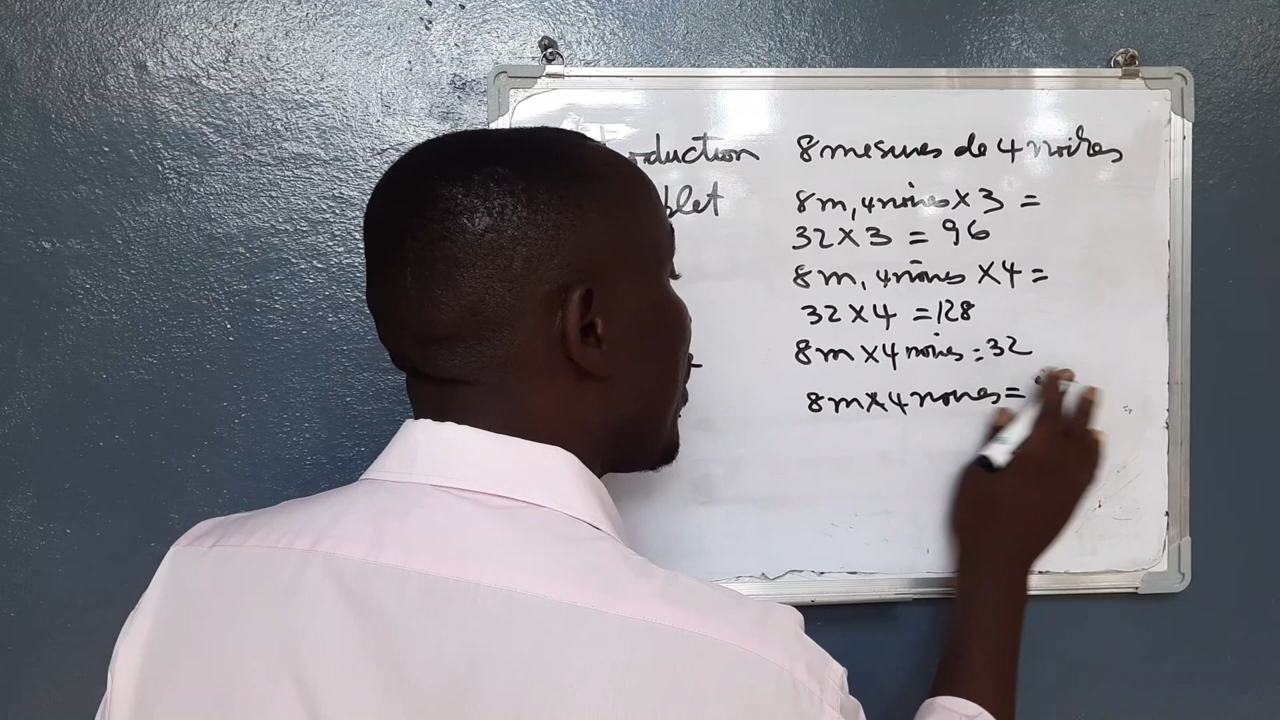 oduction 8 mesures de 4 noires
plet 8m, 4 noires X 3 =
32 X 3 = 96
8m, 4 noires X 4 =
32 X 4 = 128
8m X 4 noires = 32
8m X 4 noires =